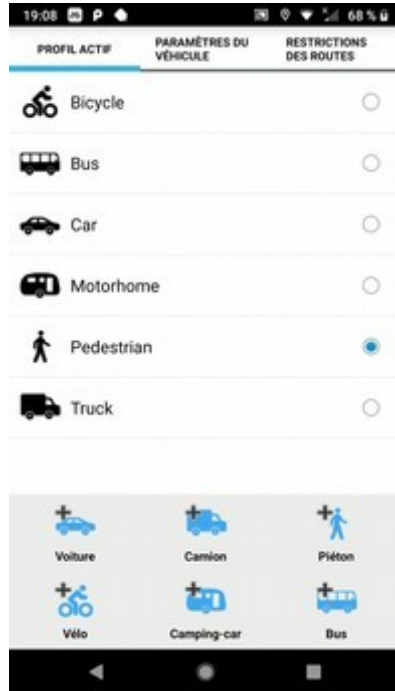 19:08 68 %
PROFIL ACTIF
PARAMÈTRES DU
VÉHICULE
RESTRICTIONS
DES ROUTES
Bicycle
Bus
Car
Motorhome
Pedestrian
Truck
Voiture Camion Piéton
Vélo Camping-car Bus